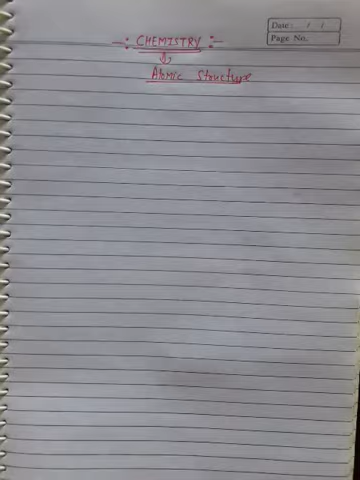 Date : / /
Page No.
—: CHEMISTRY :—
↓
Atomic Structure